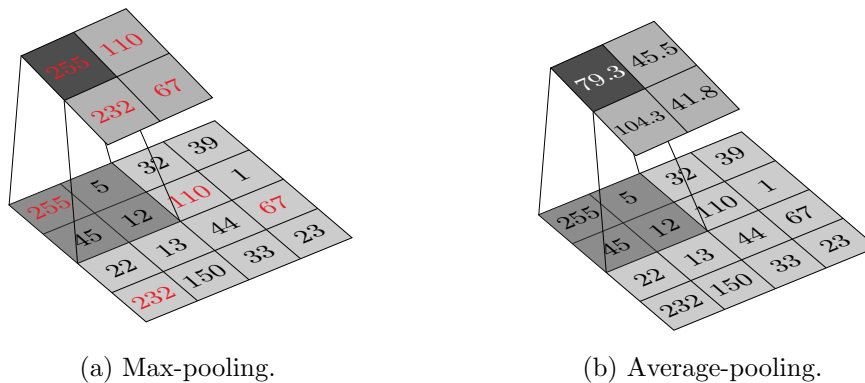 255 110
232 67
255 5 32 39
45 12 110 1
22 13 44 67
232 150 33 23
(a) Max-pooling.
79.3 45.5
104.3 41.8
255 5 32 39
45 12 110 1
22 13 44 67
232 150 33 23
(b) Average-pooling.